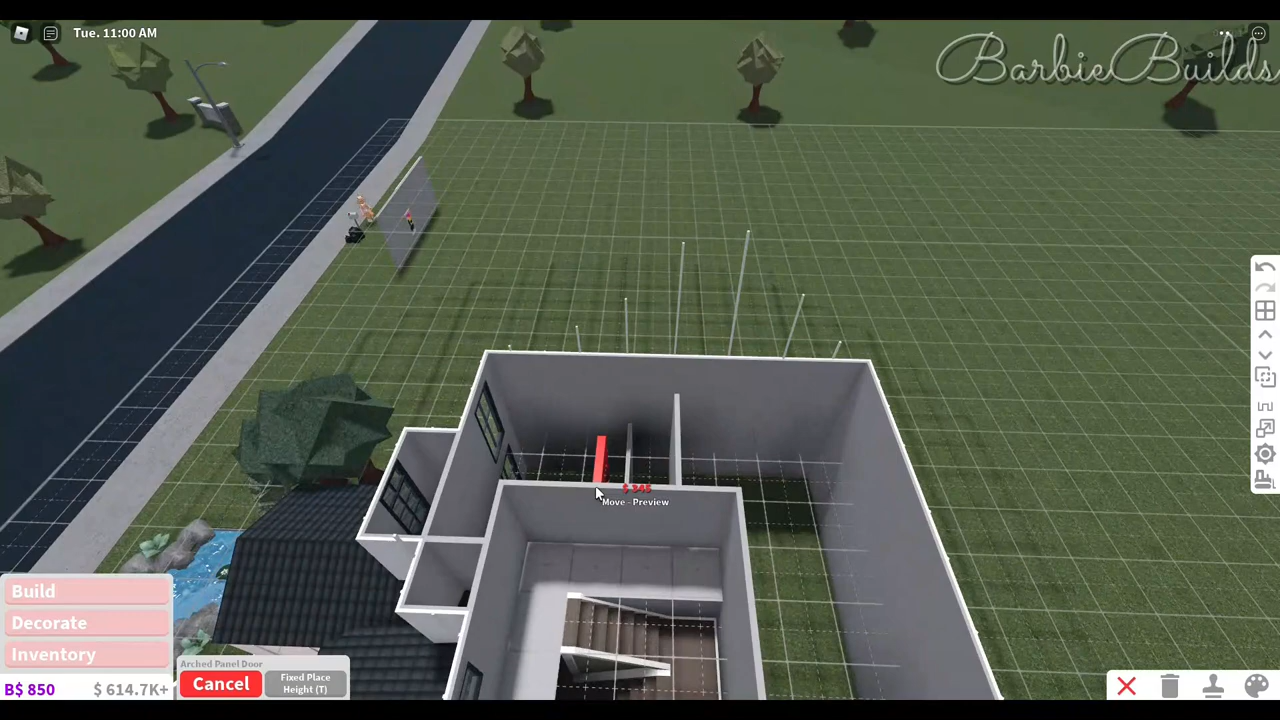 Tue. 11:00 AM
BarbieBuilds
$ 345
Move - Preview
Build
Decorate
Inventory
Arched Panel Door
Cancel
Fixed Place
Height (T)
B$ 850
$ 614.7K+